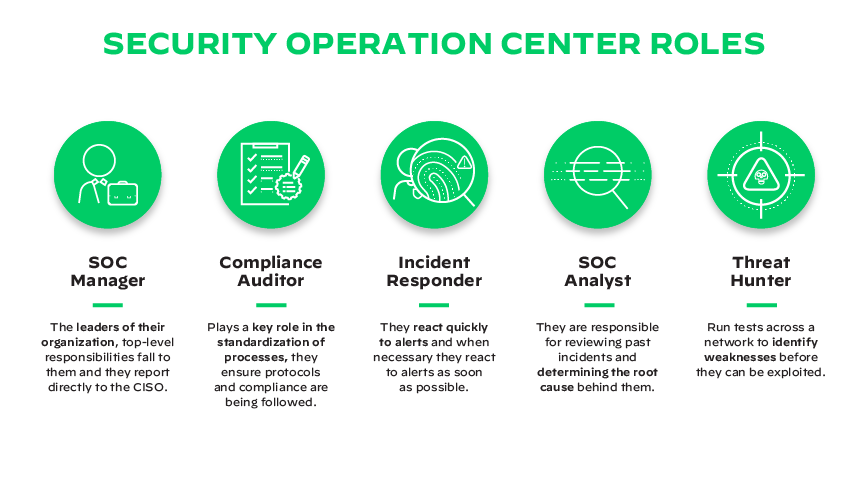 SECURITY OPERATION CENTER ROLES
SOC
Manager
The leaders of their
organization, top-level
responsibilities fall to
them and they report
directly to the CISO.
Compliance
Auditor
Plays a key role in the
standardization of
processes, they
ensure protocols
and compliance are
being followed.
Incident
Responder
They react quickly
to alerts and when
necessary they react
to alerts as soon
as possible.
SOC
Analyst
They are responsible
for reviewing past
incidents and
determining the root
cause behind them.
Threat
Hunter
Run tests across a
network to identify
weaknesses before
they can be exploited.